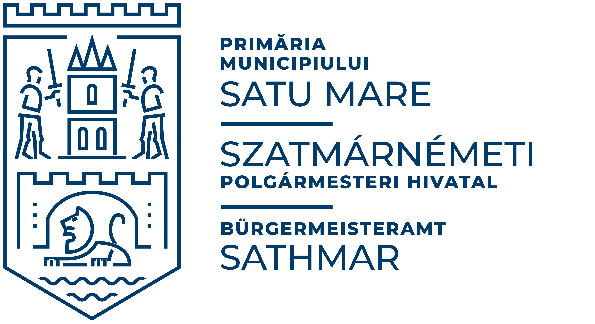 PRIMĂRIA
MUNICIPIULUI
SATU MARE
SZATMÁRNÉMETI
POLGÁRMESTERI HIVATAL
BÜRGERMEISTERAMT
SATHMAR